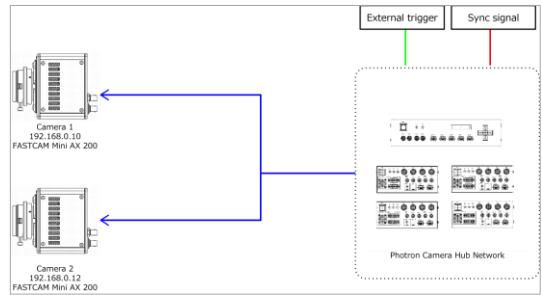 External trigger
Sync signal
Camera 1
192.168.0.10
FASTCAM Mini AX 200
Camera 2
192.168.0.12
FASTCAM Mini AX 200
Photron Camera Hub Network